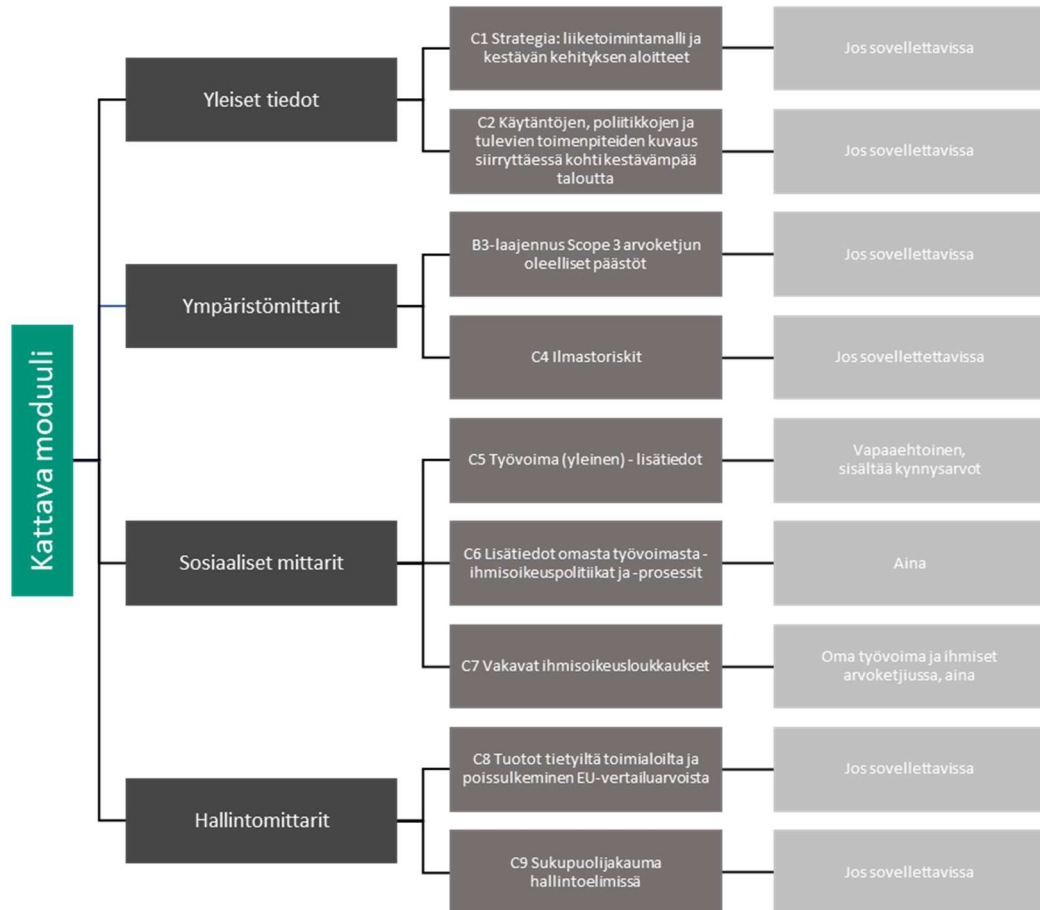 Kattava moduuli
Yleiset tiedot
C1 Strategia: liiketoimintamalli ja
kestävän kehityksen aloitteet
Jos sovellettavissa
C2 Käytäntöjen, poliitikkojen ja
tulevien toimenpiteiden kuvaus
siirryttäessä kohti kestävämpää
taloutta
Jos sovellettavissa
Ympäristömittarit
B3-laajennus Scope 3 arvoketjun
oleelliset päästöt
Jos sovellettavissa
C4 Ilmastoriskit
Jos sovellettettavissa
Sosiaaliset mittarit
C5 Työvoima (yleinen) - lisätiedot
Vapaaehtoinen,
sisältää kynnysarvot
C6 Lisätiedot omasta työvoimasta -
ihmisoikeuspolitiikat ja -prosessit
Aina
C7 Vakavat ihmisoikeusloukkaukset
Oma työvoima ja ihmiset
arvoketjiussa, aina
Hallintomittarit
C8 Tuotot tietyiltä toimialoilta ja
poissulkeminen EU-vertailuarvoista
Jos sovellettavissa
C9 Sukupuolijakauma
hallintoelimissä
Jos sovellettavissa